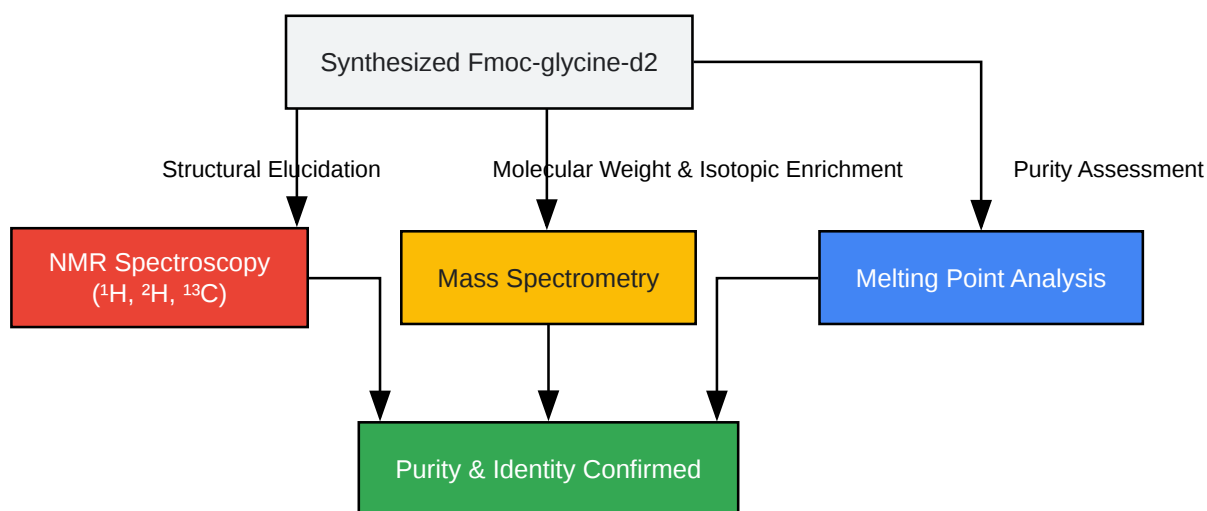 Synthesized Fmoc-glycine-d2
Structural Elucidation
Molecular Weight & Isotopic Enrichment
Purity Assessment
NMR Spectroscopy
(¹H, ²H, ¹³C)
Mass Spectrometry
Melting Point Analysis
Purity & Identity Confirmed